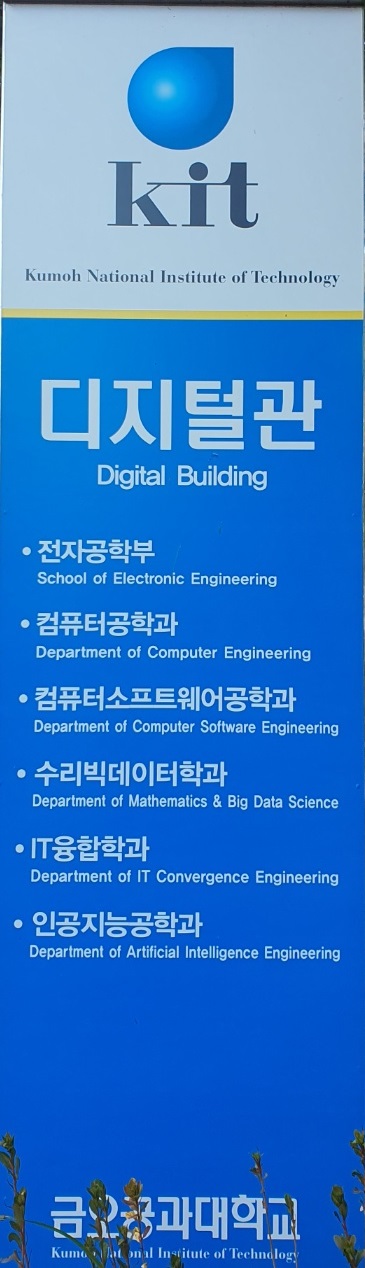 kit
Kumoh National Institute of Technology
디지털관
Digital Building
• 전자공학부
School of Electronic Engineering
• 컴퓨터공학과
Department of Computer Engineering
• 컴퓨터소프트웨어공학과
Department of Computer Software Engineering
• 수리빅데이터학과
Department of Mathematics & Big Data Science
• IT융합학과
Department of IT Convergence Engineering
• 인공지능공학과
Department of Artificial Intelligence Engineering
금오공과대학교
Kumoh National Institute of Technology